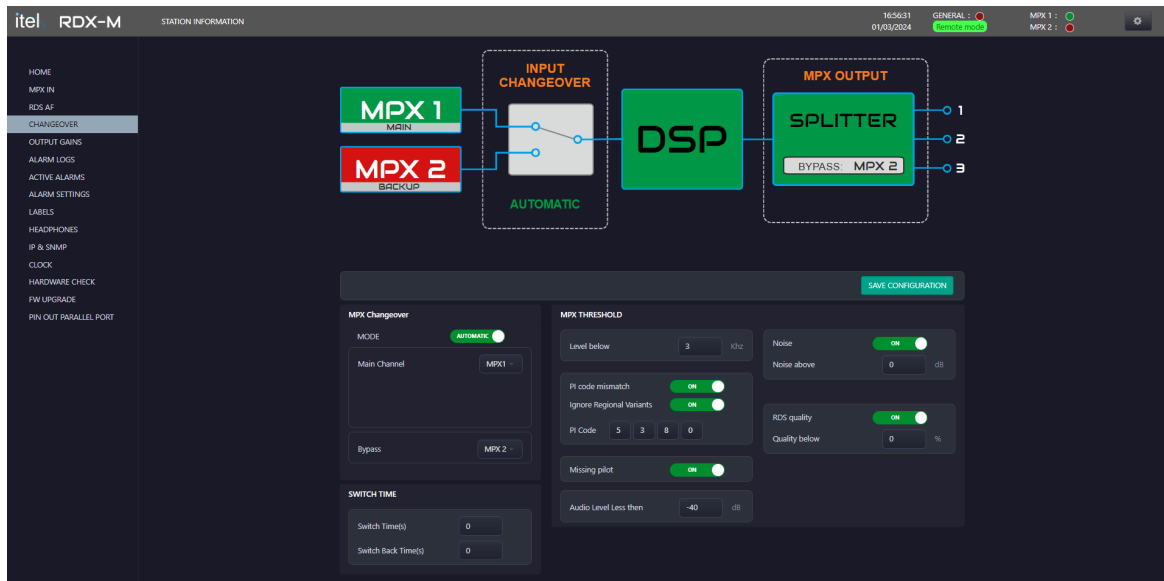 itel RDX-M
STATION INFORMATION
16:56:31
01/03/2024
GENERAL :
Remote mode
MPX 1 :
MPX 2 :
HOME
MPX IN
RDS AF
CHANGEOVER
OUTPUT GAINS
ALARM LOGS
ACTIVE ALARMS
ALARM SETTINGS
LABELS
HEADPHONES
IP & SNMP
CLOCK
HARDWARE CHECK
FW UPGRADE
PIN OUT PARALLEL PORT
INPUT
CHANGEOVER
MPX 1
MAIN
MPX 2
BACKUP
AUTOMATIC
DSP
MPX OUTPUT
SPLITTER
BYPASS: MPX 2
1
2
3
SAVE CONFIGURATION
MPX Changeover
MODE AUTOMATIC
Main Channel MPX1
Bypass MPX 2
SWITCH TIME
Switch Time(s) 0
Switch Back Time(s) 0
MPX THRESHOLD
Level below 3 Khz
PI code mismatch ON
Ignore Regional Variants ON
PI Code 5 3 8 0
Missing pilot ON
Audio Level Less then -40 dB
Noise ON
Noise above 0 dB
RDS quality ON
Quality below 0 %